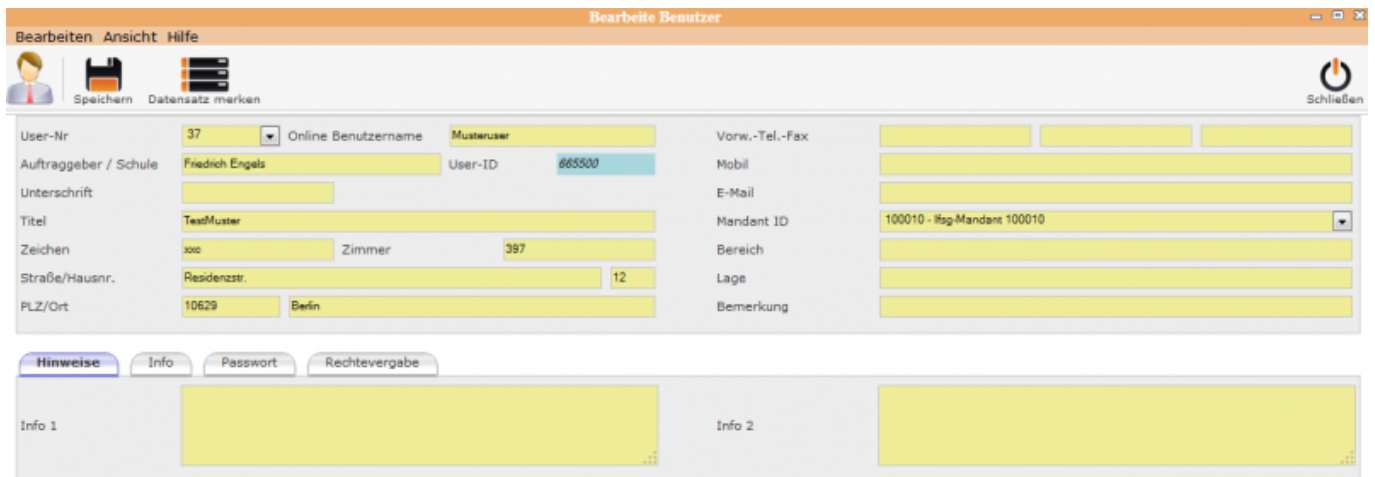 Bearbeite Benutzer
Bearbeiten Ansicht Hilfe
Speichern Datensatz merken Schließen
User-Nr 37 Online Benutzername Musteruser Vorw.-Tel.-Fax
Auftraggeber / Schule Friedrich Engels User-ID 665500 Mobil
Unterschrift E-Mail
Titel TestMuster Mandant ID 100010 - Ifsg-Mandant 100010
Zeichen xxxx Zimmer 397 Bereich
Straße/Hausnr. Residenzstr. 12 Lage
PLZ/Ort 10629 Berlin Bemerkung
Hinweise Info Passwort Rechtevergabe
Info 1 Info 2